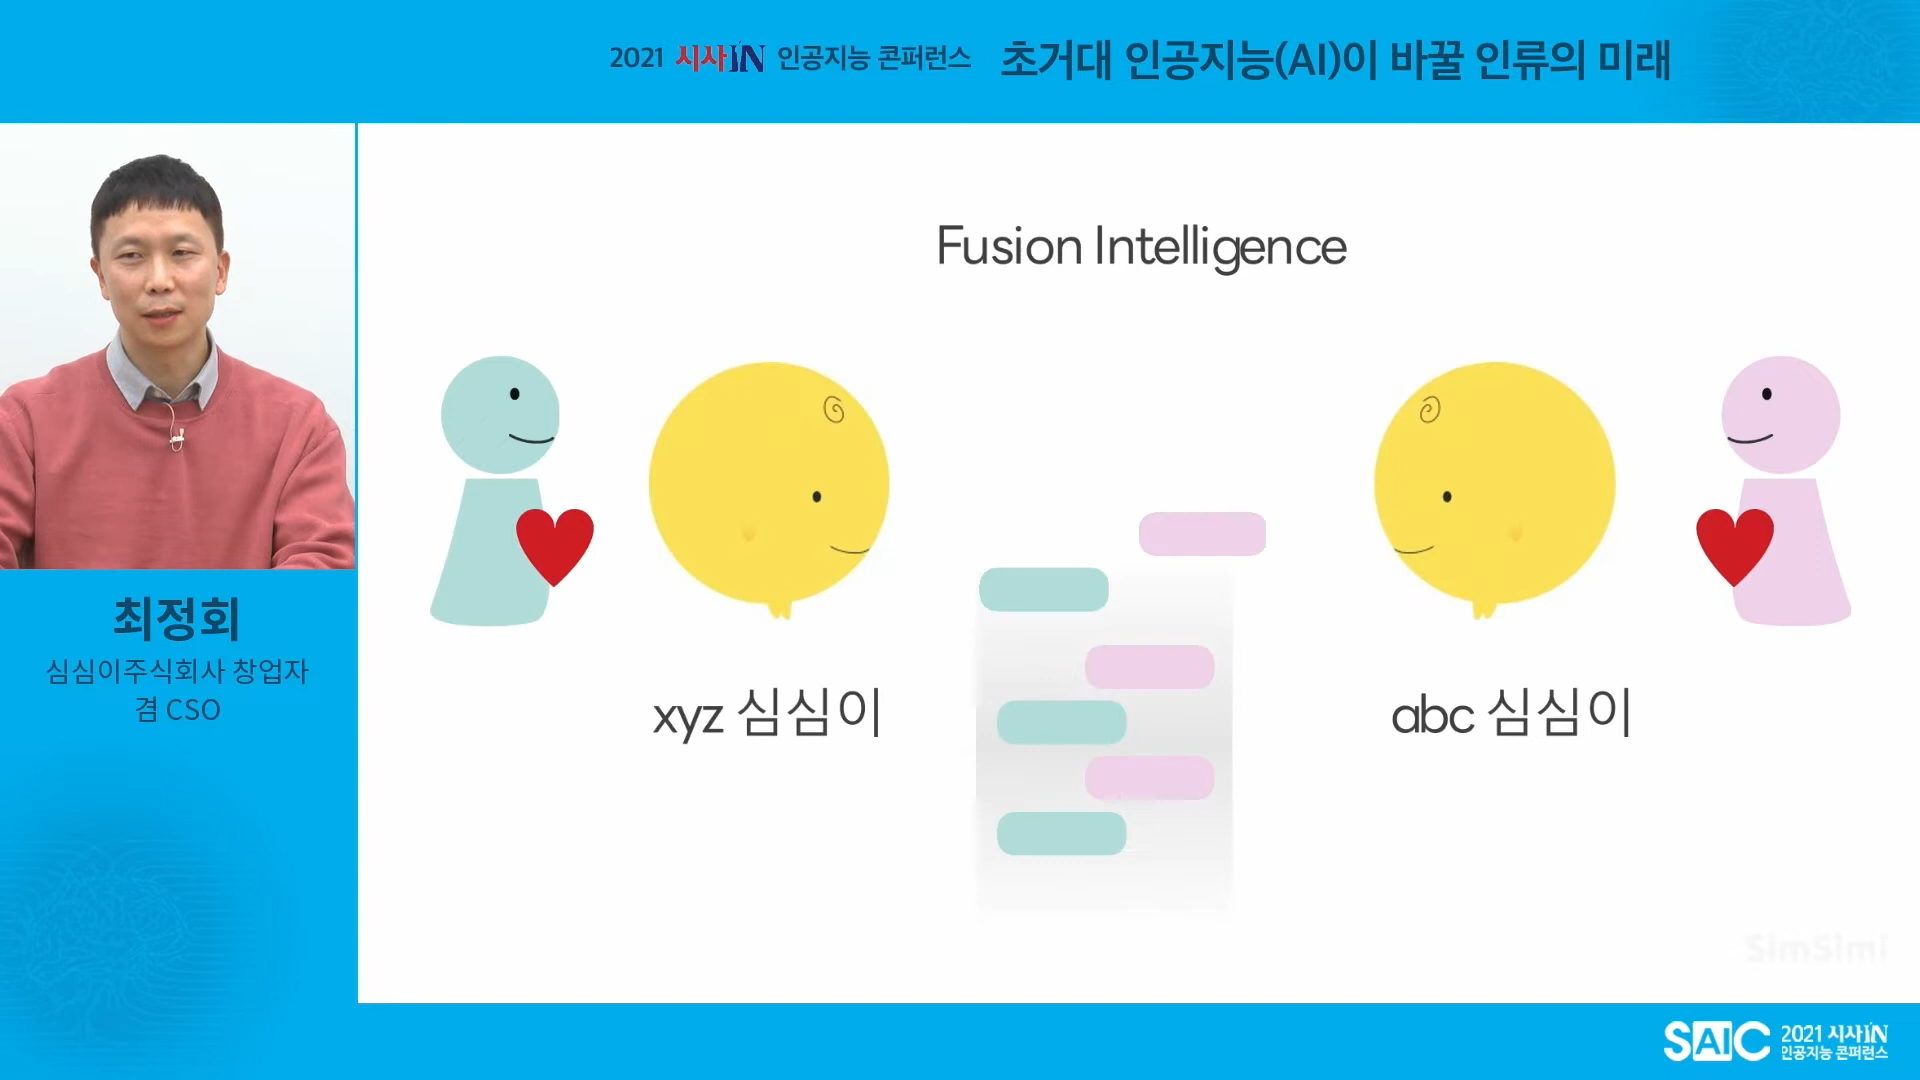 2021 시사IN 인공지능 콘퍼런스 초거대 인공지능(AI)이 바꿀 인류의 미래
Fusion Intelligence
xyz 심심이
abc 심심이
최정회
심심이주식회사 창업자
겸 CSO
SimSimi
SAIC 2021 시사IN
인공지능 콘퍼런스